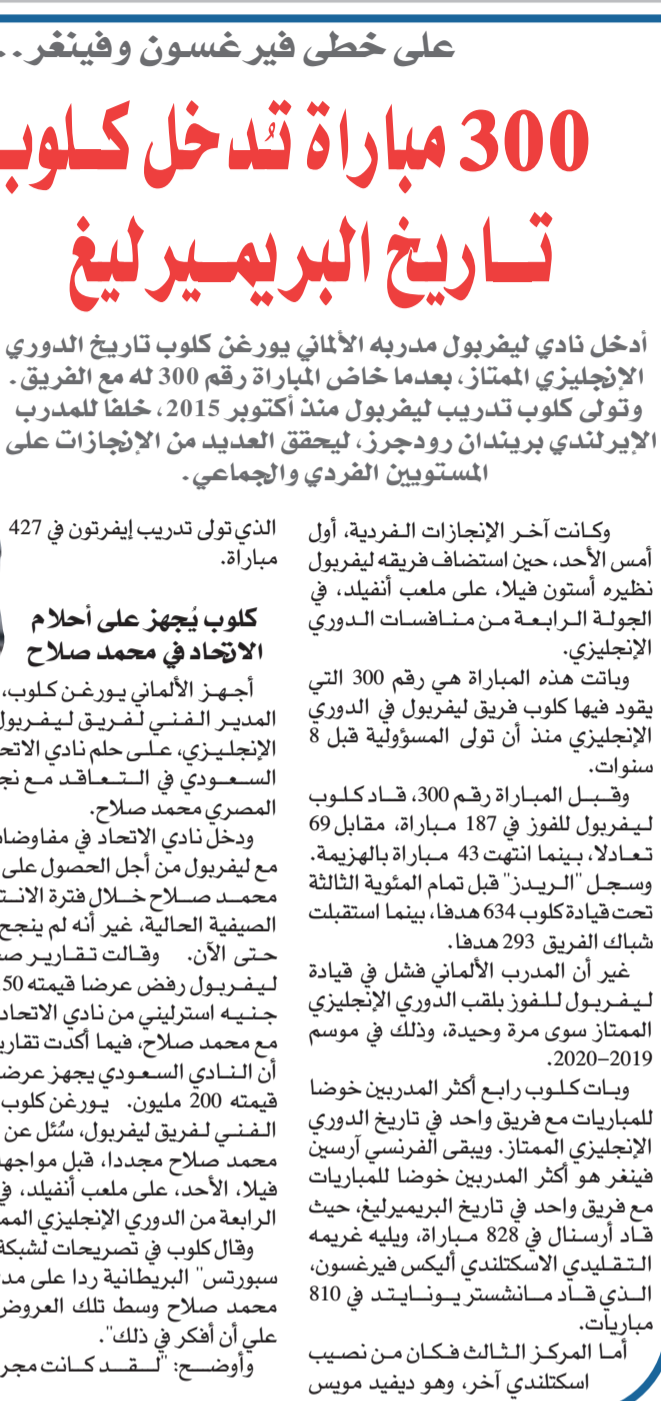 على خطى فيرغسون وفينغر..
300 مباراة تُدخل كلوب
تاريخ البريميرليغ
أدخل نادي ليفربول مدربه الألماني يورغن كلوب تاريخ الدوري
الإنجليزي الممتاز، بعدما خاض المباراة رقم 300 له مع الفريق.
وتولى كلوب تدريب ليفربول منذ أكتوبر 2015، خلفا للمدرب
الإيرلندي بريندان رودجرز، ليحقق العديد من الإنجازات على
المستويين الفردي والجماعي.
وكانت آخر الإنجازات الفردية، أول
أمس الأحد، حين استضاف فريقه ليفربول
نظيره أستون فيلا، على ملعب أنفيلد، في
الجولة الرابعة من منافسات الدوري
الإنجليزي.
وباتت هذه المباراة هي رقم 300 التي
يقود فيها كلوب فريق ليفربول في الدوري
الإنجليزي منذ أن تولى المسؤولية قبل 8
سنوات.
وقبل المباراة رقم 300، قاد كلوب
ليفربول للفوز في 187 مباراة، مقابل 69
تعادلا، بينما انتهت 43 مباراة بالهزيمة.
وسجل "الريدز" قبل تمام المئوية الثالثة
تحت قيادة كلوب 634 هدفا، بينما استقبلت
شباك الفريق 293 هدفا.
غير أن المدرب الألماني فشل في قيادة
ليفربول للفوز بلقب الدوري الإنجليزي
الممتاز سوى مرة وحيدة، وذلك في موسم
2019–2020.
وبات كلوب رابع أكثر المدربين خوضا
للمباريات مع فريق واحد في تاريخ الدوري
الإنجليزي الممتاز. ويبقى الفرنسي آرسين
فينغر هو أكثر المدربين خوضا للمباريات
مع فريق واحد في تاريخ البريميرليغ، حيث
قاد أرسنال في 828 مباراة، ويليه غريمه
التقليدي الاسكتلندي أليكس فيرغسون،
الذي قاد مانشستر يونايتد في 810
مباريات.
أما المركز الثالث فكان من نصيب
اسكتلندي آخر، وهو ديفيد مويس
الذي تولى تدريب إيفرتون في 427
مباراة.
كلوب يُجهز على أحلام
الاتحاد في محمد صلاح
أجهز الألماني يورغن كلوب،
المدير الفني لفريق ليفربول
الإنجليزي، على حلم نادي الاتحا
السعودي في التعاقد مع نج
المصري محمد صلاح.
ودخل نادي الاتحاد في مفاوضا
مع ليفربول من أجل الحصول على
محمد صلاح خلال فترة الانت
الصيفية الحالية، غير أنه لم ينجح
حتى الآن. وقالت تقارير صح
ليفربول رفض عرضا قيمته 50
جنيه استرليني من نادي الاتحاد
مع محمد صلاح، فيما أكدت تقاري
أن النادي السعودي يجهز عرضا
قيمته 200 مليون. يورغن كلوب
الفني لفريق ليفربول، سُئل عن
محمد صلاح مجددا، قبل مواجهة
فيلا، الأحد، على ملعب أنفيلد، في
الرابعة من الدوري الإنجليزي المم
وقال كلوب في تصريحات لشبكة
سبورتس" البريطانية ردا على مد
محمد صلاح وسط تلك العروض
علي أن أفكر في ذلك".
وأوضح: "لقد كانت مجر